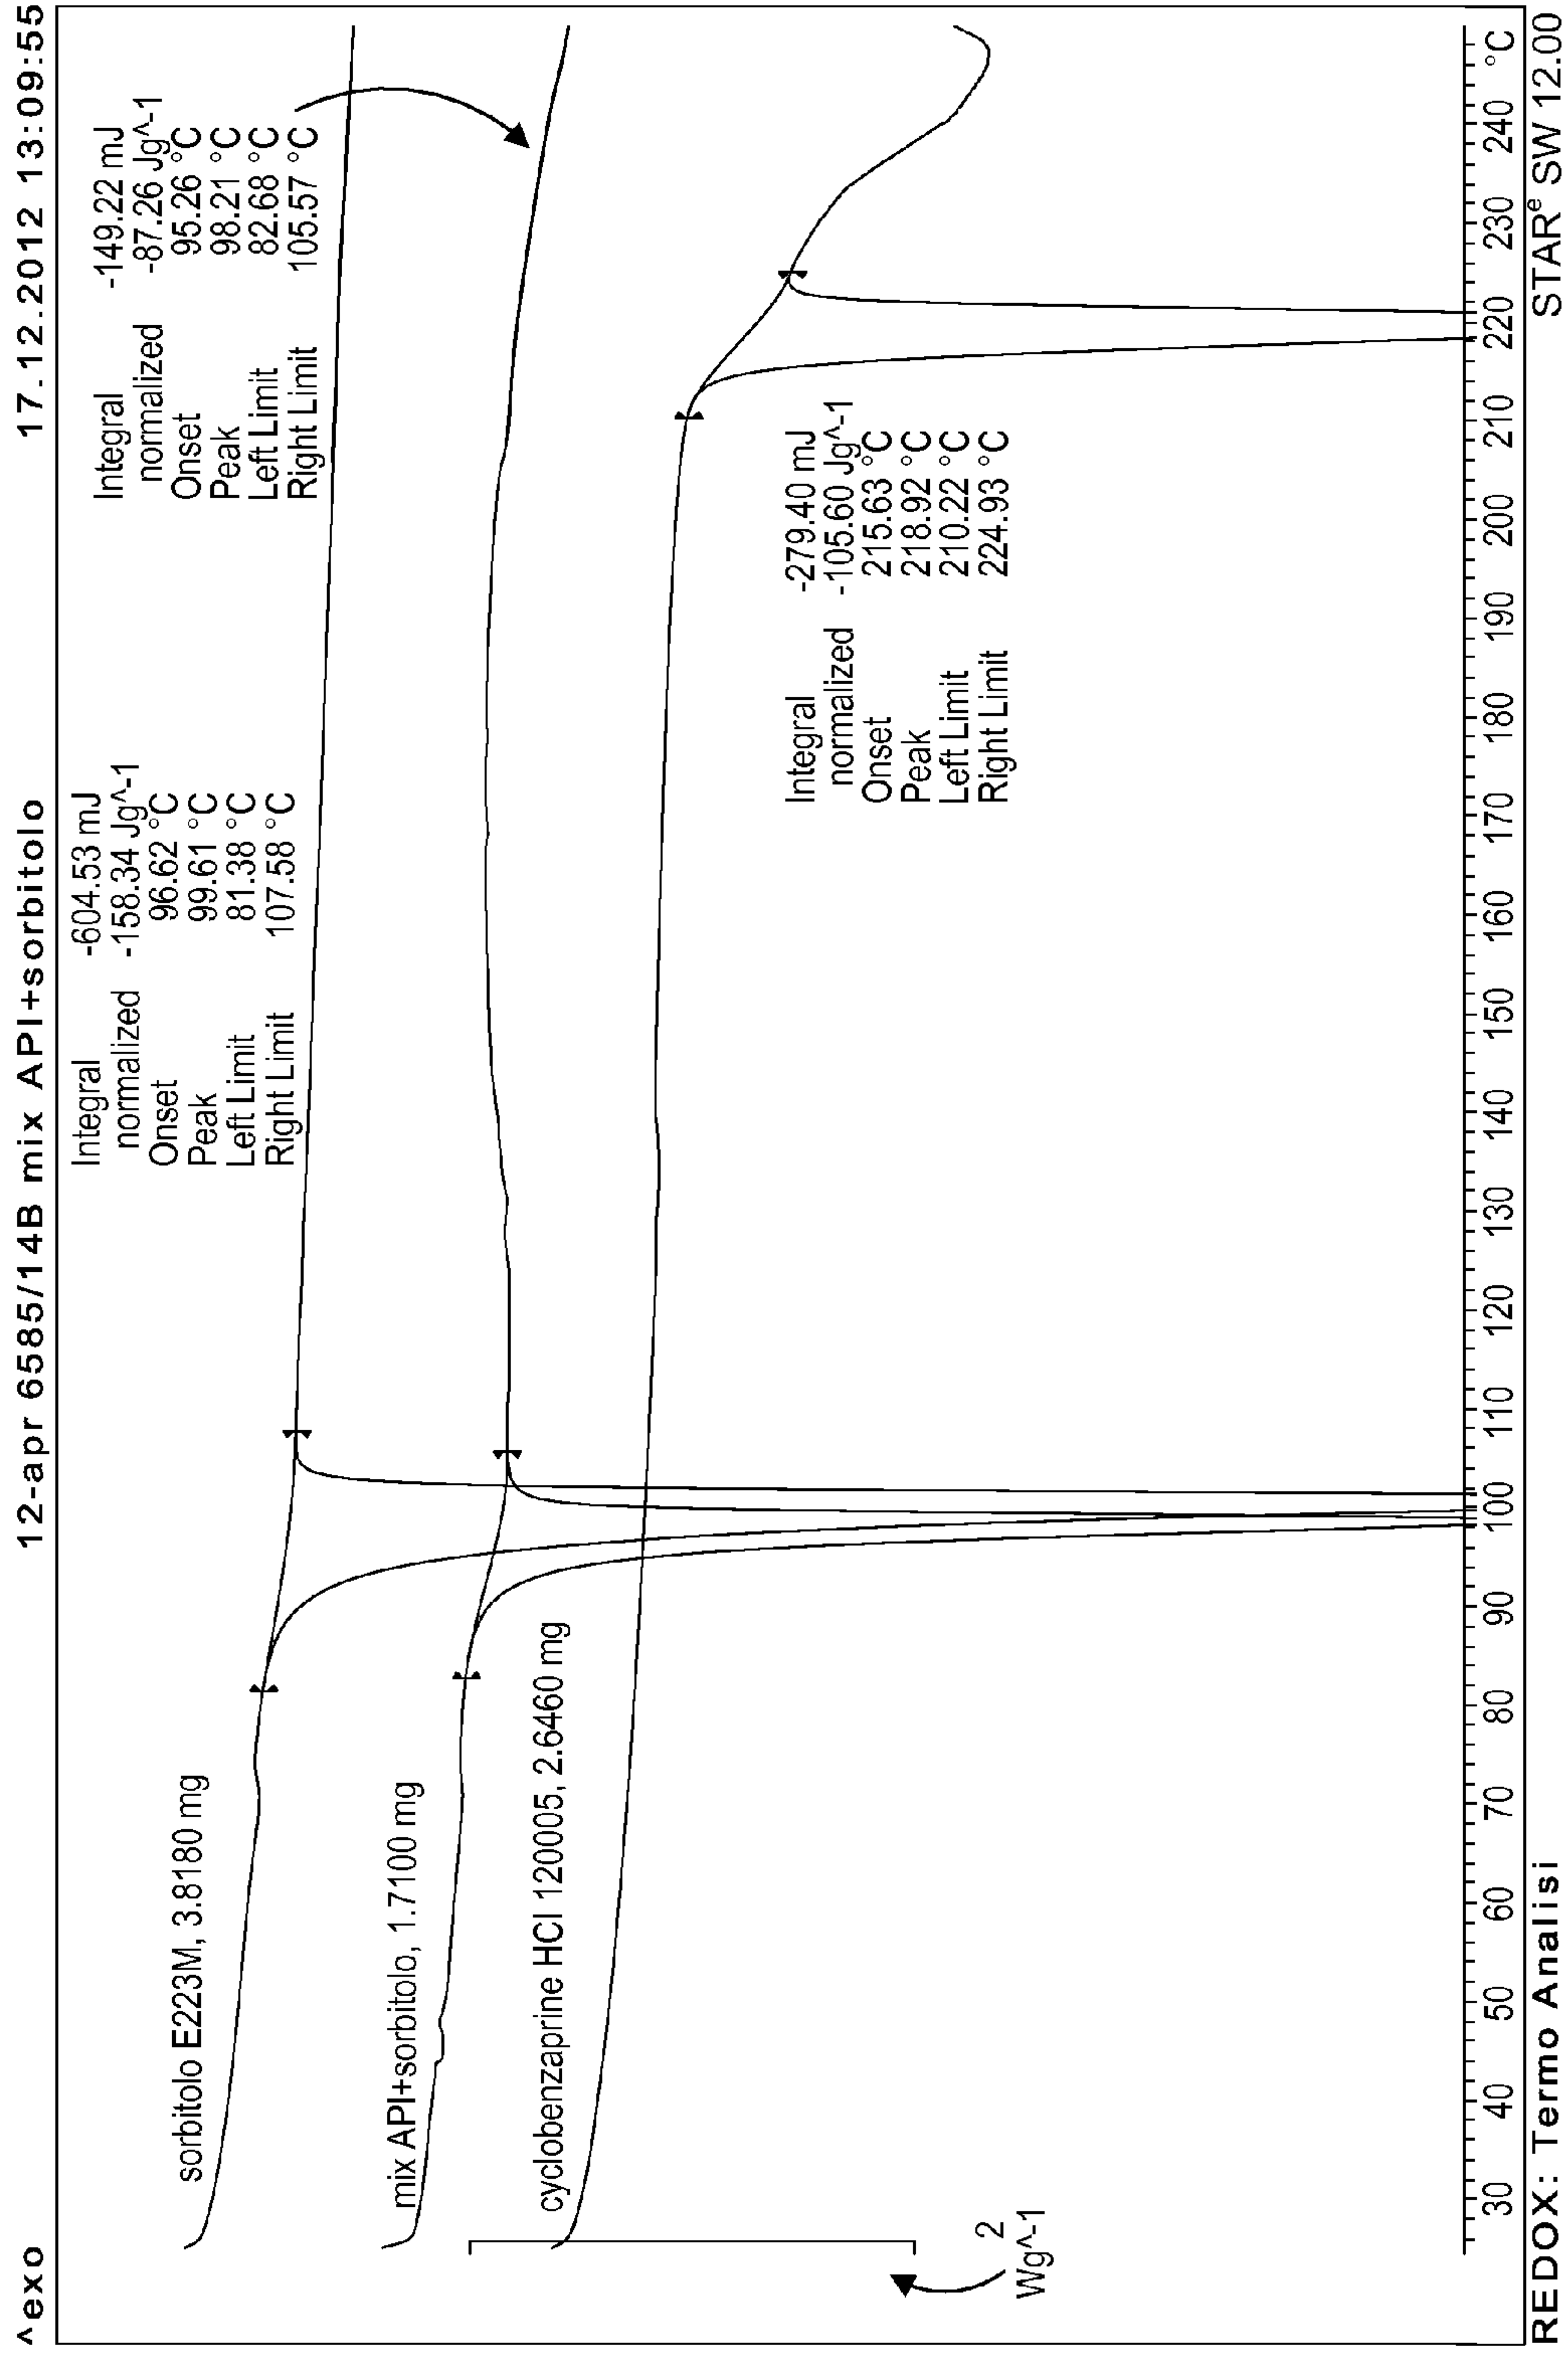 ^exo
12-apr 6585/14B mix API+sorbitolo
17.12.2012 13:09:55
sorbitolo E223M, 3.8180 mg
Integral -604.53 mJ
normalized -158.34 Jg^-1
Onset 96.62 °C
Peak 99.61 °C
Left Limit 81.38 °C
Right Limit 107.58 °C
Integral -149.22 mJ
normalized -87.26 Jg^-1
Onset 95.26 °C
Peak 98.21 °C
Left Limit 82.68 °C
Right Limit 105.57 °C
mix API+sorbitolo, 1.7100 mg
cyclobenzaprine HCl 120005, 2.6460 mg
Integral -279.40 mJ
normalized -105.60 Jg^-1
Onset 215.63 °C
Peak 218.92 °C
Left Limit 210.22 °C
Right Limit 224.93 °C
2
Wg^-1
30 40 50 60 70 80 90 100 110 120 130 140 150 160 170 180 190 200 210 220 230 240 °C
REDOX: Termo Analisi
STARe SW 12.00